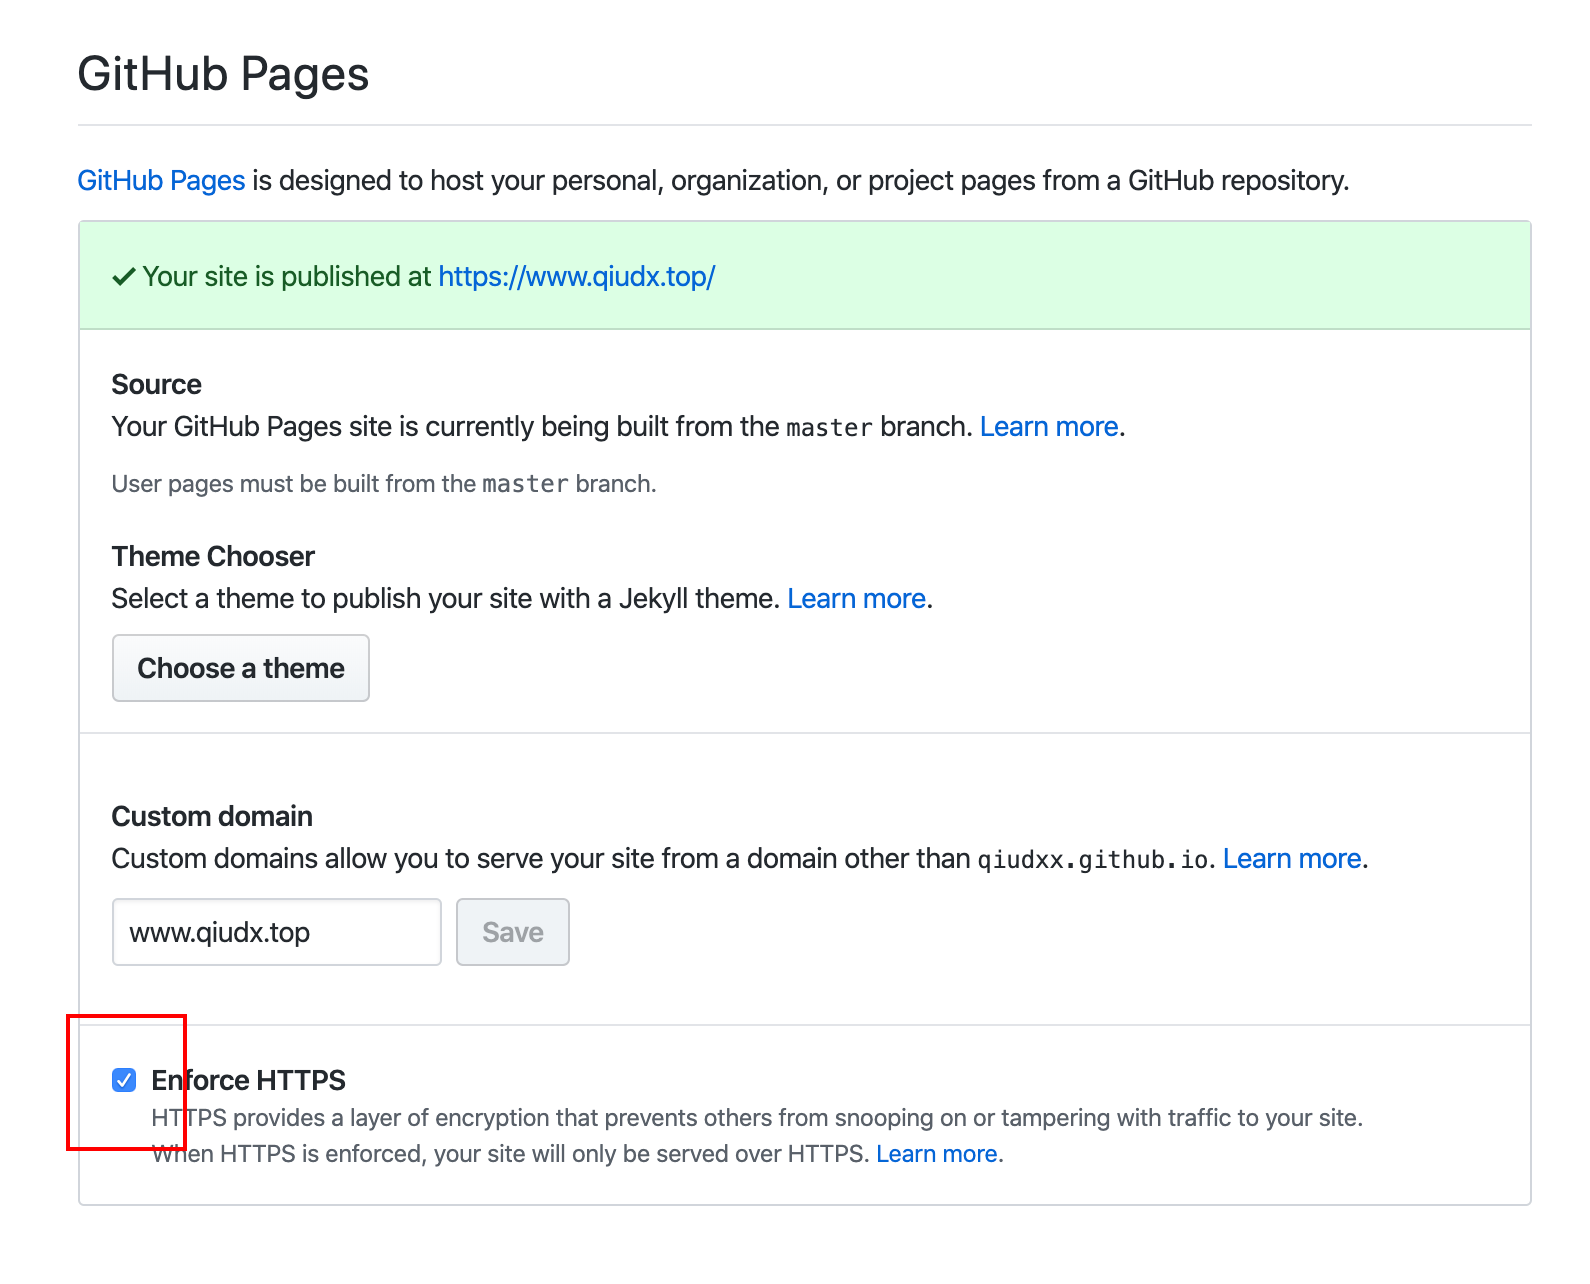 GitHub Pages
GitHub Pages is designed to host your personal, organization, or project pages from a GitHub repository.
Your site is published at https://www.qiudx.top/
Source
Your GitHub Pages site is currently being built from the master branch. Learn more.
User pages must be built from the master branch.
Theme Chooser
Select a theme to publish your site with a Jekyll theme. Learn more.
Choose a theme
Custom domain
Custom domains allow you to serve your site from a domain other than qiudxx.github.io. Learn more.
www.qiudx.top Save
Enforce HTTPS
HTTPS provides a layer of encryption that prevents others from snooping on or tampering with traffic to your site.
When HTTPS is enforced, your site will only be served over HTTPS. Learn more.